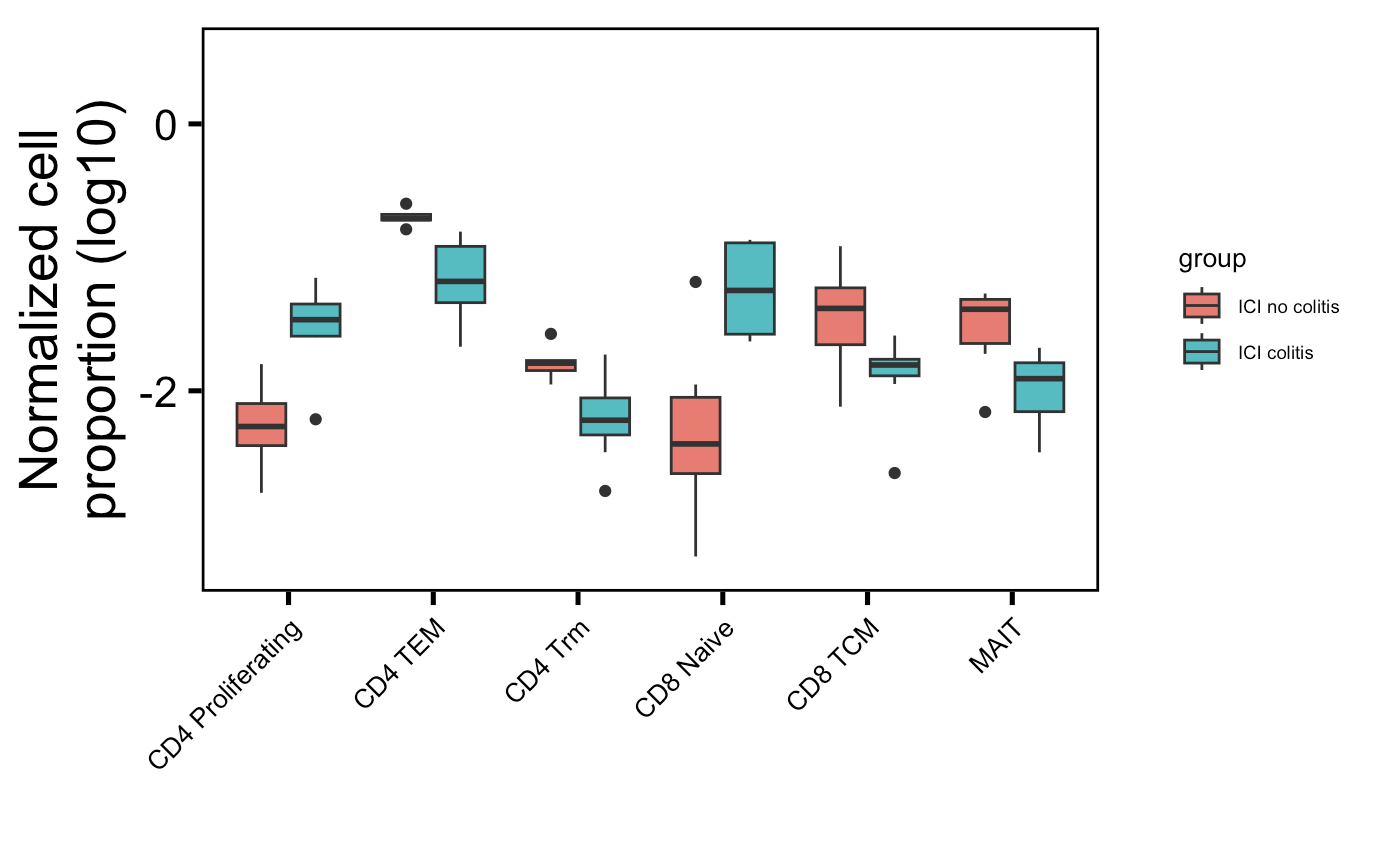 Normalized cell
proportion (log10)
0
-2
CD4 Proliferating
CD4 TEM
CD4 Trm
CD8 Naive
CD8 TCM
MAIT
group
ICI no colitis
ICI colitis